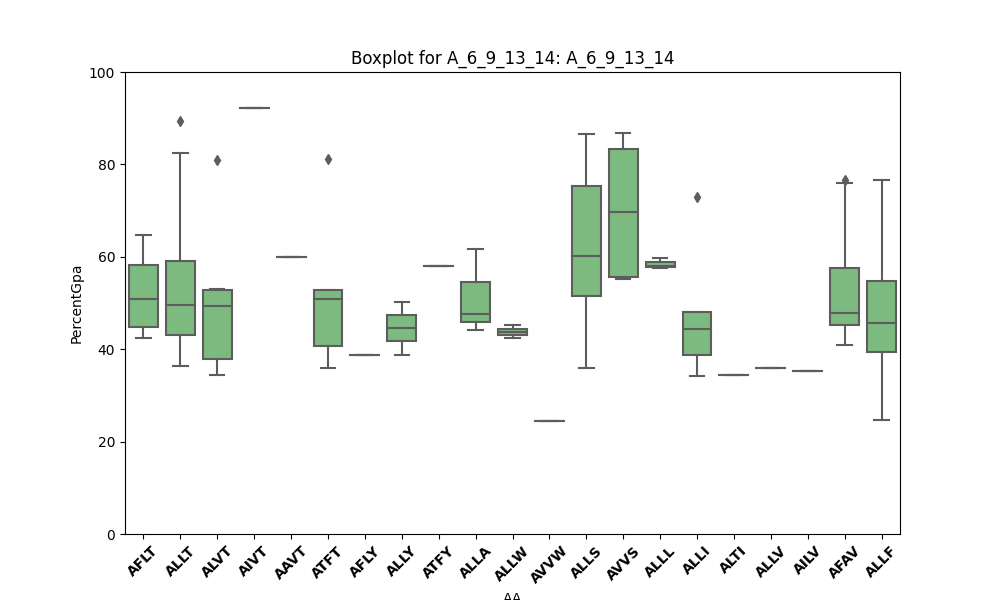 Boxplot for A_6_9_13_14: A_6_9_13_14
PercentGpa
100
80
60
40
20
0
AFLT ALLT ALVT AIVT AAVT ATFT AFLY ALLY ATFY ALLA ALLW AVVW ALLS AVVS ALLL ALLI ALTI ALLV AILV AFAV ALLF
AA